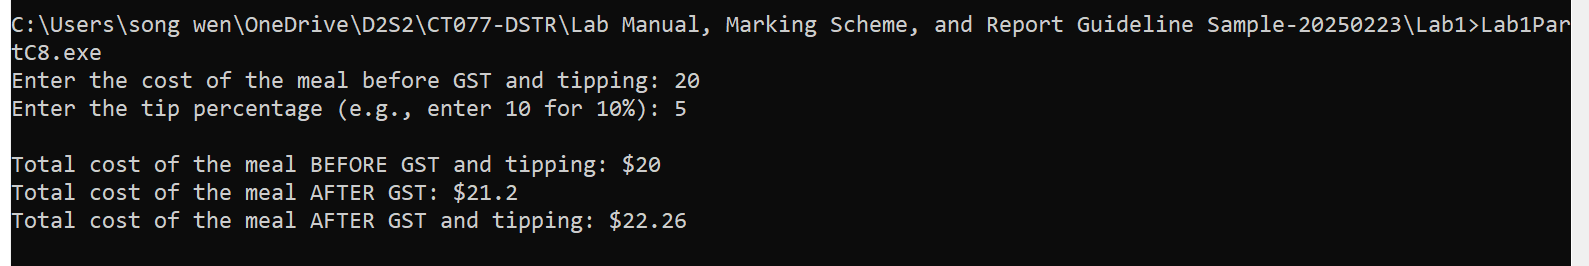 C:\Users\song wen\OneDrive\D2S2\CT077-DSTR\Lab Manual, Marking Scheme, and Report Guideline Sample-20250223\Lab1>Lab1Par
tC8.exe
Enter the cost of the meal before GST and tipping: 20
Enter the tip percentage (e.g., enter 10 for 10%): 5
Total cost of the meal BEFORE GST and tipping: $20
Total cost of the meal AFTER GST: $21.2
Total cost of the meal AFTER GST and tipping: $22.26